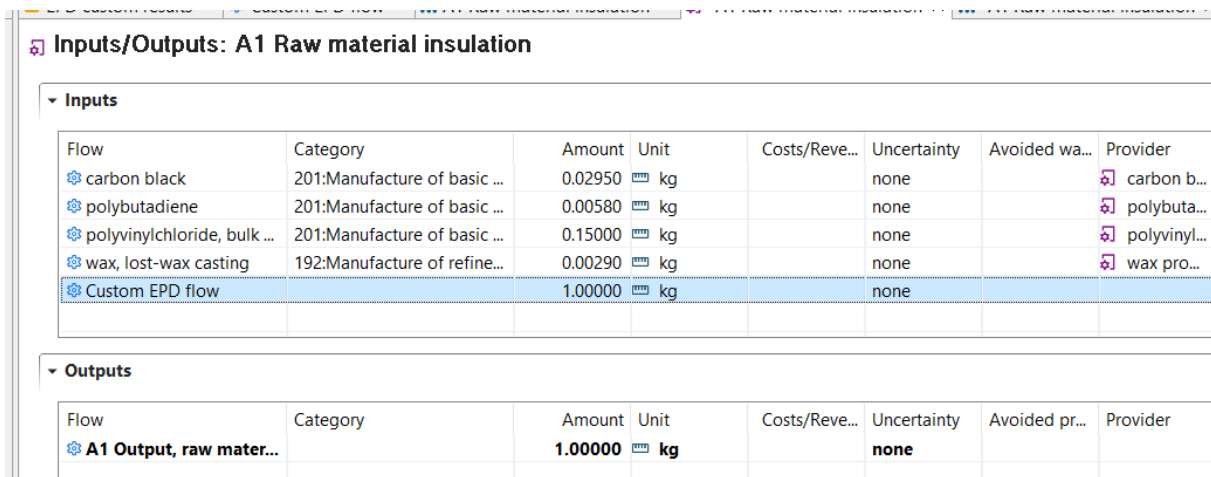 Inputs/Outputs: A1 Raw material insulation
Inputs
Flow Category Amount Unit Costs/Reve... Uncertainty Avoided wa... Provider
carbon black 201:Manufacture of basic ... 0.02950 kg none carbon b...
polybutadiene 201:Manufacture of basic ... 0.00580 kg none polybuta...
polyvinylchloride, bulk ... 201:Manufacture of basic ... 0.15000 kg none polyvinyl...
wax, lost-wax casting 192:Manufacture of refine... 0.00290 kg none wax pro...
Custom EPD flow 1.00000 kg none
Outputs
Flow Category Amount Unit Costs/Reve... Uncertainty Avoided pr... Provider
A1 Output, raw mater... 1.00000 kg none